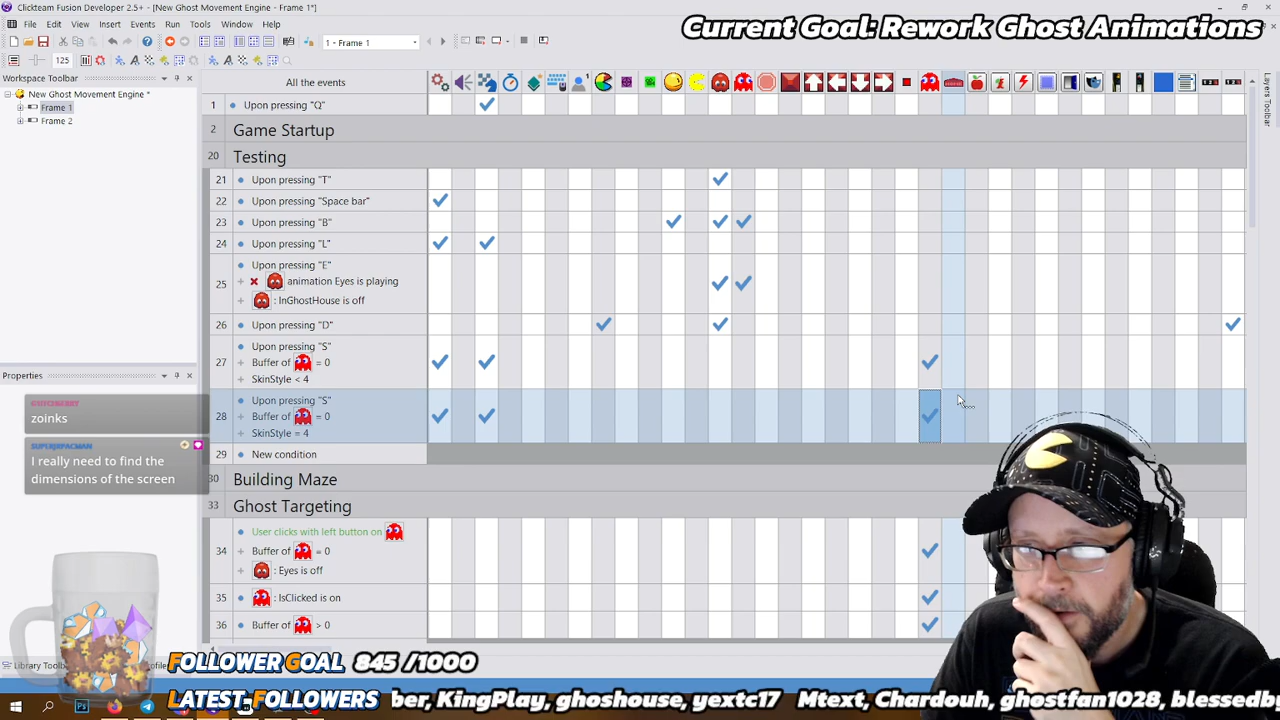 Clickteam Fusion Developer 2.5+ - [New Ghost Movement Engine - Frame 1*]
Current Goal: Rework Ghost Animations
File Edit View Insert Events Run Tools Window Help
1 - Frame 1
125
Workspace Toolbar
New Ghost Movement Engine *
Frame 1
Frame 2
All the events
Layers Toolbar
1 Upon pressing "Q"
2 Game Startup
20 Testing
21 Upon pressing "T"
22 Upon pressing "Space bar"
23 Upon pressing "B"
24 Upon pressing "L"
25 Upon pressing "E"
+ animation Eyes is playing
+ : InGhostHouse is off
26 Upon pressing "D"
27 Upon pressing "S"
+ Buffer of = 0
+ SkinStyle < 4
28 Upon pressing "S"
+ Buffer of = 0
+ SkinStyle = 4
29 New condition
30 Building Maze
33 Ghost Targeting
34 User clicks with left button on
+ Buffer of = 0
+ : Eyes is off
35 : IsClicked is on
36 Buffer of > 0
Properties
zoinks
SUPERJRPACMAN
I really need to find the
dimensions of the screen
Library Toolb
Follower Goal 845 /1000
Latest Followers ber, KingPlay, ghoshouse, yextc17 Mtext, Chardouh, ghostfan1028, blessedb